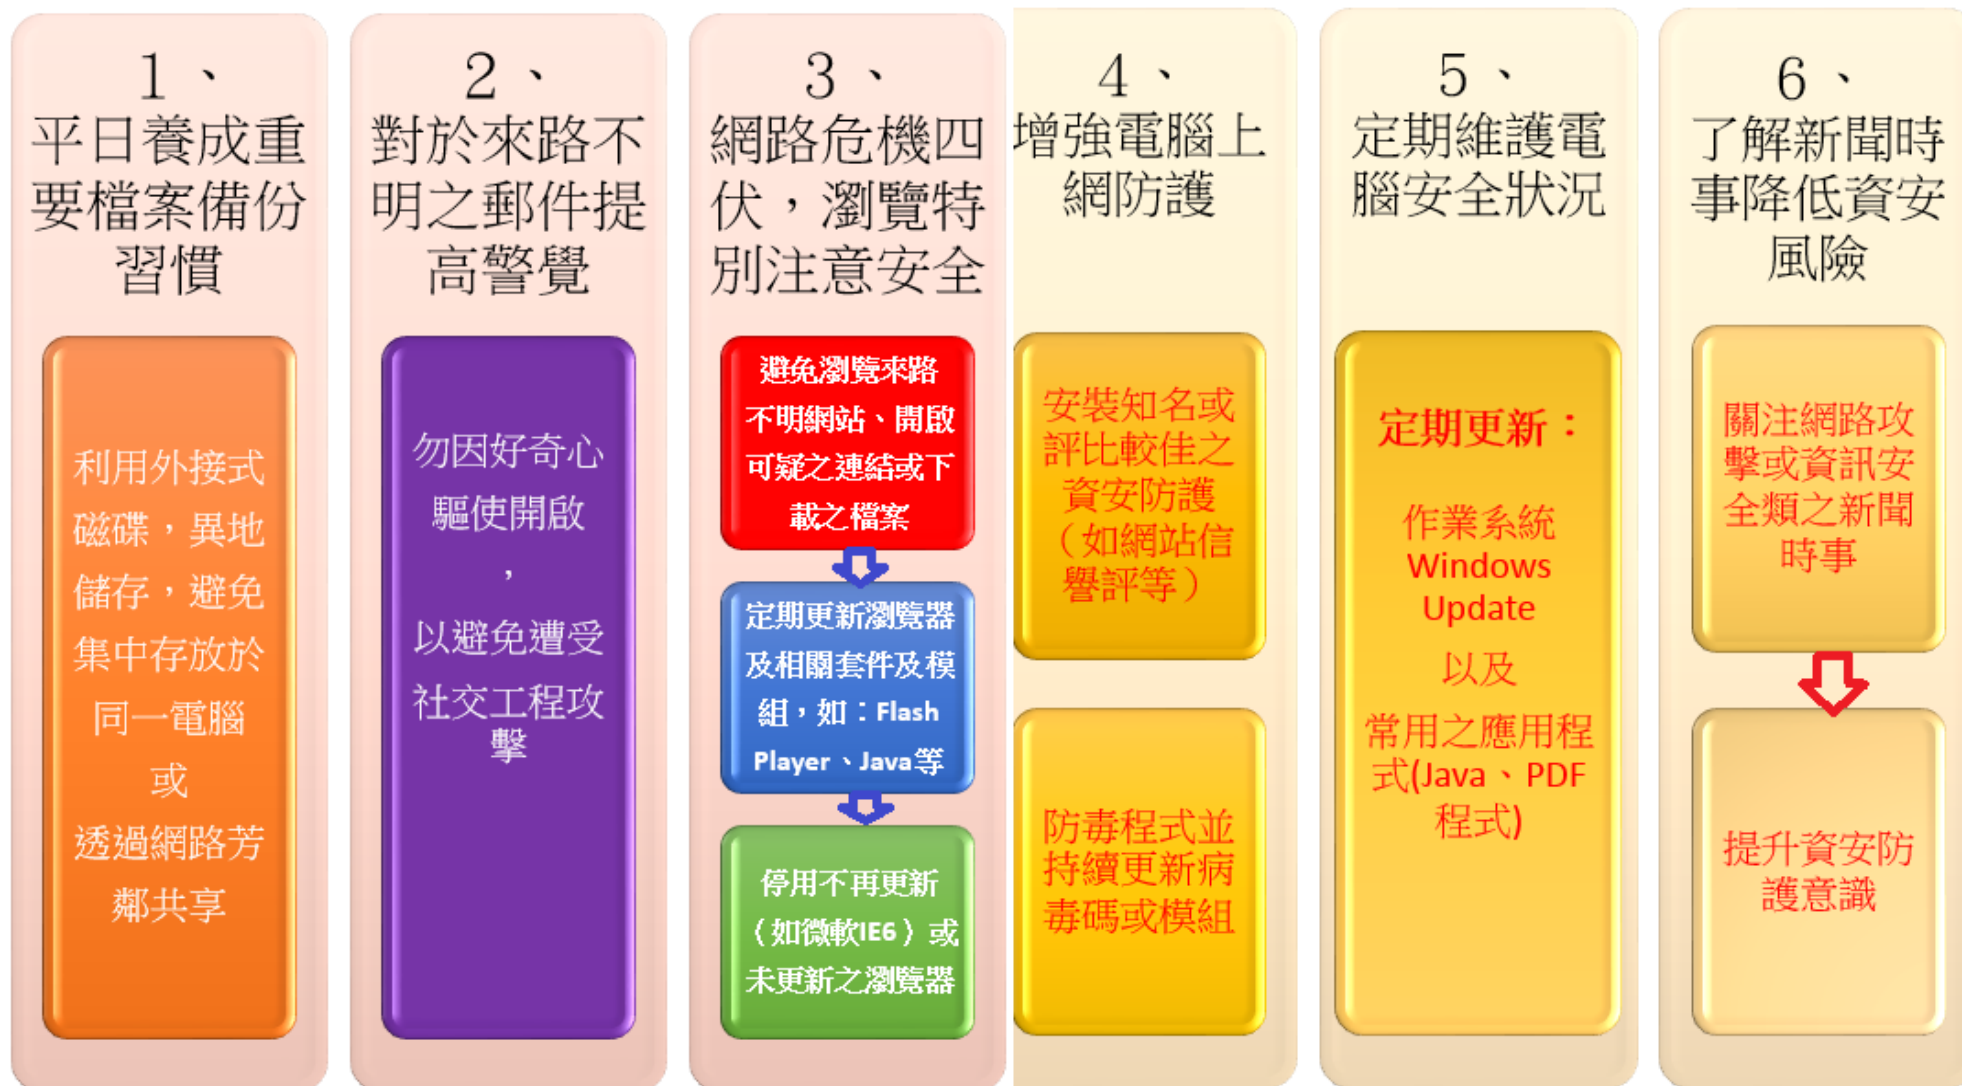 1、
平日養成重
要檔案備份
習慣
利用外接式
磁碟，異地
儲存，避免
集中存放於
同一電腦
或
透過網路芳
鄰共享
2、
對於來路不
明之郵件提
高警覺
勿因好奇心
驅使開啟
，
以避免遭受
社交工程攻
擊
3、
網路危機四
伏，瀏覽特
別注意安全
避免瀏覽來路
不明網站、開啟
可疑之連結或下
載之檔案
定期更新瀏覽器
及相關套件及模
組，如：Flash
Player、Java等
停用不再更新
（如微軟IE6）或
未更新之瀏覽器
4、
增強電腦上
網防護
安裝知名或
評比較佳之
資安防護
（如網站信
譽評等）
防毒程式並
持續更新病
毒碼或模組
5、
定期維護電
腦安全狀況
定期更新：
作業系統
Windows
Update
以及
常用之應用程
式(Java、PDF
程式)
6、
了解新聞時
事降低資安
風險
關注網路攻
擊或資訊安
全類之新聞
時事
提升資安防
護意識